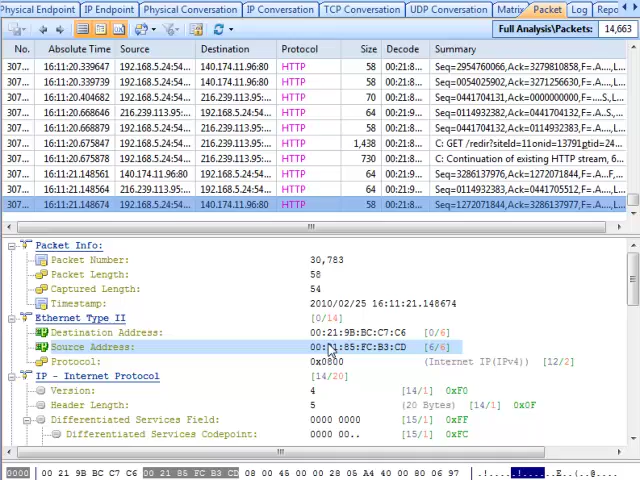 Physical Endpoint IP Endpoint Physical Conversation IP Conversation TCP Conversation UDP Conversation Matrix Packet Log Repo
Full Analysis\Packets: 14,663
No. Absolute Time Source Destination Protocol Size Decode Summary
307... 16:11:20.339647 192.168.5.24:54... 140.174.11.96:80 HTTP 58 00:21:8... Seq=2954760066,Ack=3279810858,F=.A....,L...
307... 16:11:20.339739 192.168.5.24:54... 140.174.11.96:80 HTTP 58 00:21:8... Seq=0054025902,Ack=3271256630,F=.A....,L...
307... 16:11:20.404682 192.168.5.24:54... 216.239.113.95:... HTTP 70 00:21:8... Seq=0441704131,Ack=0000000000,F=....S.,L...
307... 16:11:20.668646 216.239.113.95:... 192.168.5.24:54... HTTP 64 00:21:9... Seq=0114932382,Ack=0441704132,F=.A..S.,L...
307... 16:11:20.668879 192.168.5.24:54... 216.239.113.95:... HTTP 58 00:21:8... Seq=0441704132,Ack=0114932383,F=.A....,L...
307... 16:11:20.675847 192.168.5.24:54... 216.239.113.95:... HTTP 1,438 00:21:8... C: GET /redir?siteId=11onid=13791ptid=24...
307... 16:11:20.675878 192.168.5.24:54... 216.239.113.95:... HTTP 730 00:21:8... C: Continuation of existing HTTP stream, 6...
307... 16:11:21.148561 140.174.11.96:80 192.168.5.24:54... HTTP 64 00:21:9... Seq=3286137976,Ack=1272071844,F=.A...F,...
307... 16:11:21.148564 216.239.113.95:... 192.168.5.24:54... HTTP 64 00:21:9... Seq=0114932383,Ack=0441705512,F=.A....,L...
307... 16:11:21.148674 192.168.5.24:54... 140.174.11.96:80 HTTP 58 00:21:8... Seq=1272071844,Ack=3286137977,F=.A....,L...
Packet Info:
Packet Number: 30,783
Packet Length: 58
Captured Length: 54
Timestamp: 2010/02/25 16:11:21.148674
Ethernet Type II [0/14]
Destination Address: 00:21:9B:BC:C7:C6 [0/6]
Source Address: 00:21:85:FC:B3:CD [6/6]
Protocol: 0x0800 (Internet IP(IPv4)) [12/2]
IP - Internet Protocol [14/20]
Version: 4 [14/1] 0xF0
Header Length: 5 (20 Bytes) [14/1] 0x0F
Differentiated Services Field: 0000 0000 [15/1] 0xFF
Differentiated Services Codepoint: 0000 00.. [15/1] 0xFC
0000 00 21 9B BC C7 C6 00 21 85 FC B3 CD 08 00 45 00 00 28 05 A4 40 00 80 06 97 .!.....!......E..(..@....